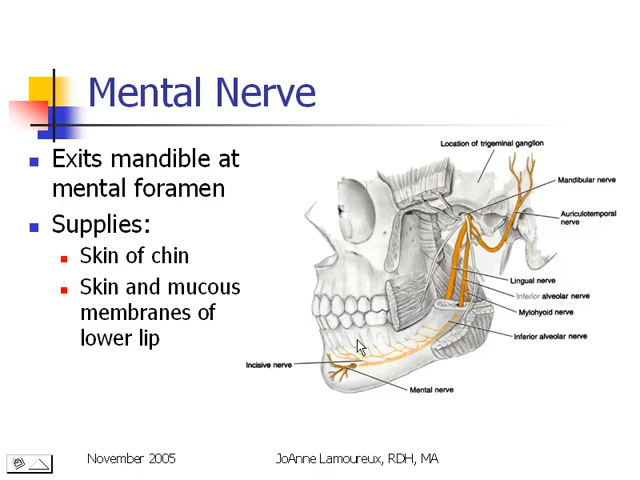 Mental Nerve
Exits mandible at
mental foramen
Supplies:
Skin of chin
Skin and mucous
membranes of
lower lip
Location of trigeminal ganglion
Mandibular nerve
Auriculotemporal
nerve
Lingual nerve
Inferior alveolar nerve
Mylohyoid nerve
Inferior alveolar nerve
Incisive nerve
Mental nerve
November 2005
JoAnne Lamoureux, RDH, MA